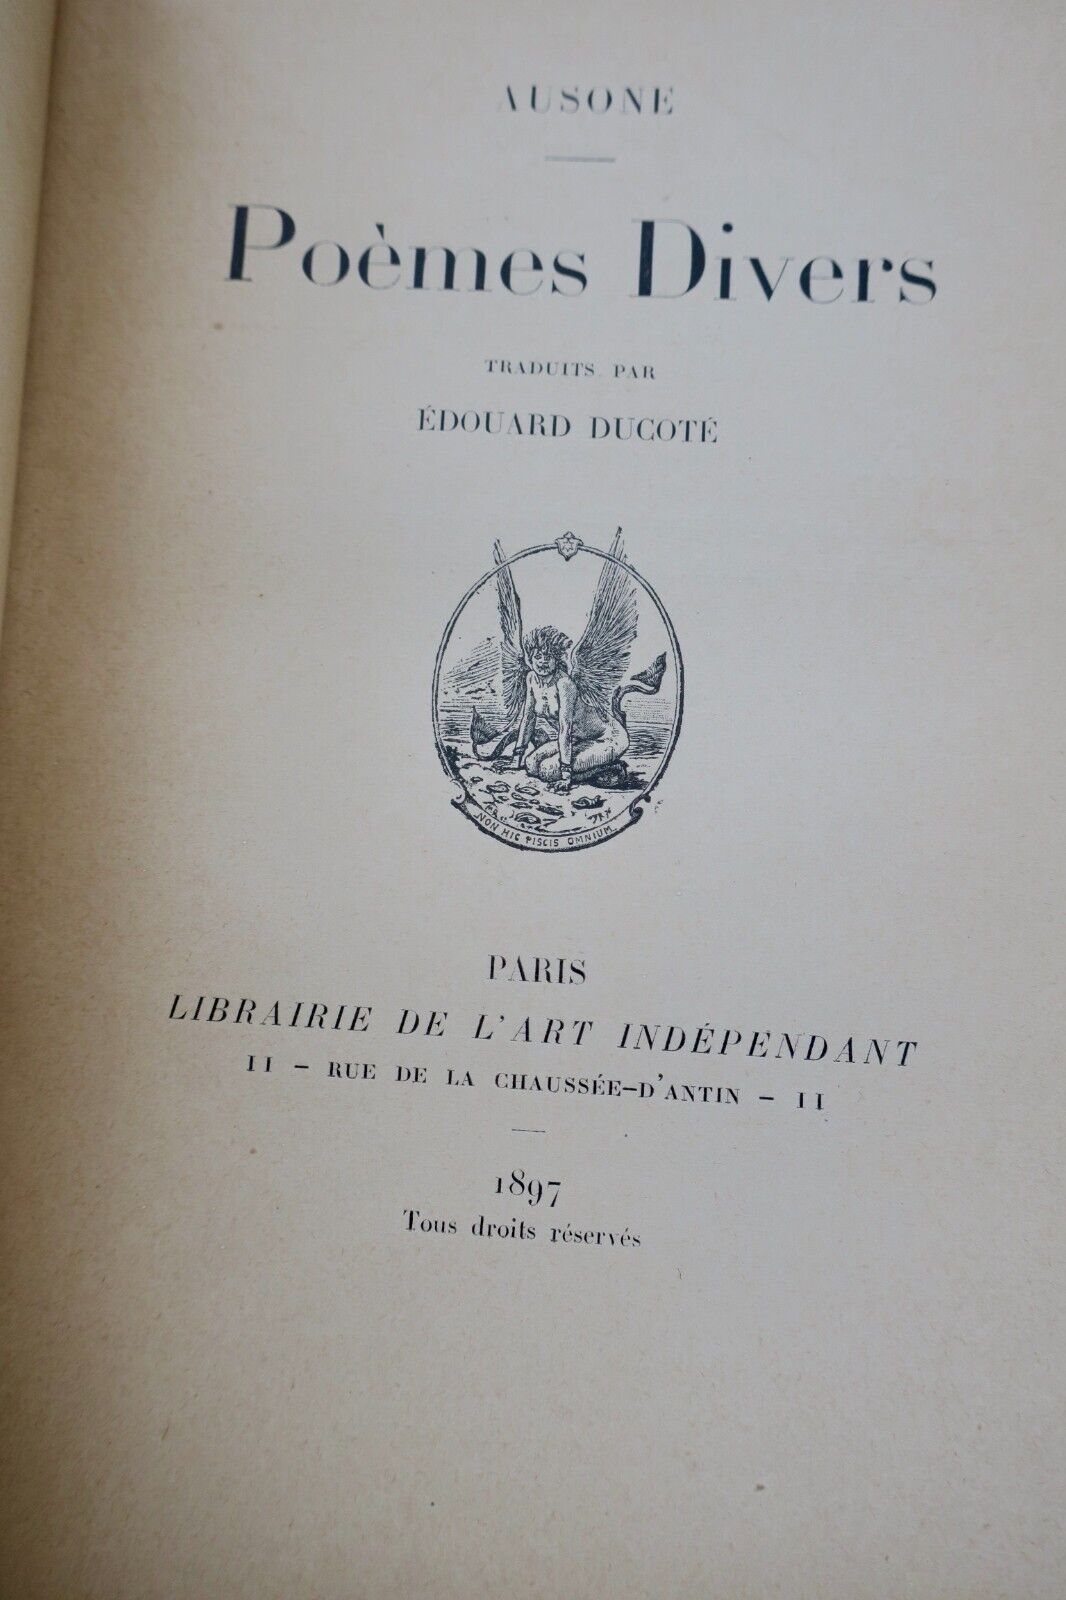 AUSONE
Poèmes Divers
TRADUITS PAR
ÉDOUARD DUCOTÉ
NON HIC PISCIS OMNIUM
PARIS
LIBRAIRIE DE L'ART INDÉPENDANT
11 – RUE DE LA CHAUSSÉE-D'ANTIN – 11
1897
Tous droits réservés